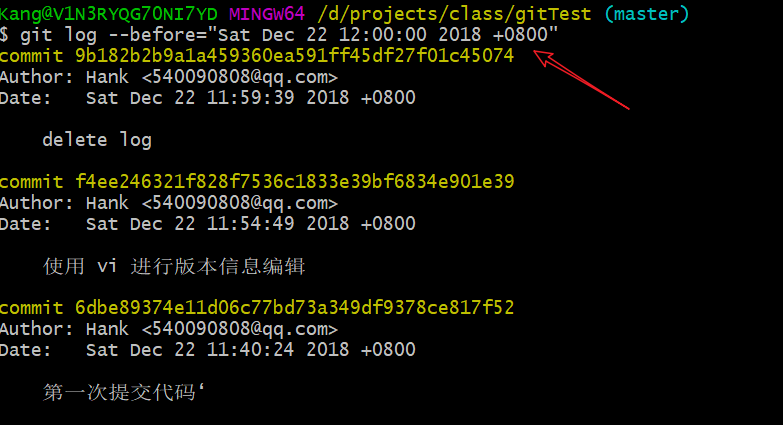 Kang@V1N3RYQG7ONI7YD MINGW64 /d/projects/class/gitTest (master)
$ git log --before="Sat Dec 22 12:00:00 2018 +0800"
commit 9b182b2b9a1a459360ea591ff45df27f01c45074
Author: Hank <540090808@qq.com>
Date:   Sat Dec 22 11:59:39 2018 +0800
delete log
commit f4ee246321f828f7536c1833e39bf6834e901e39
Author: Hank <540090808@qq.com>
Date:   Sat Dec 22 11:54:49 2018 +0800
使用 vi 进行版本信息编辑
commit 6dbe89374e11d06c77bd73a349df9378ce817f52
Author: Hank <540090808@qq.com>
Date:   Sat Dec 22 11:40:24 2018 +0800
第一次提交代码‘